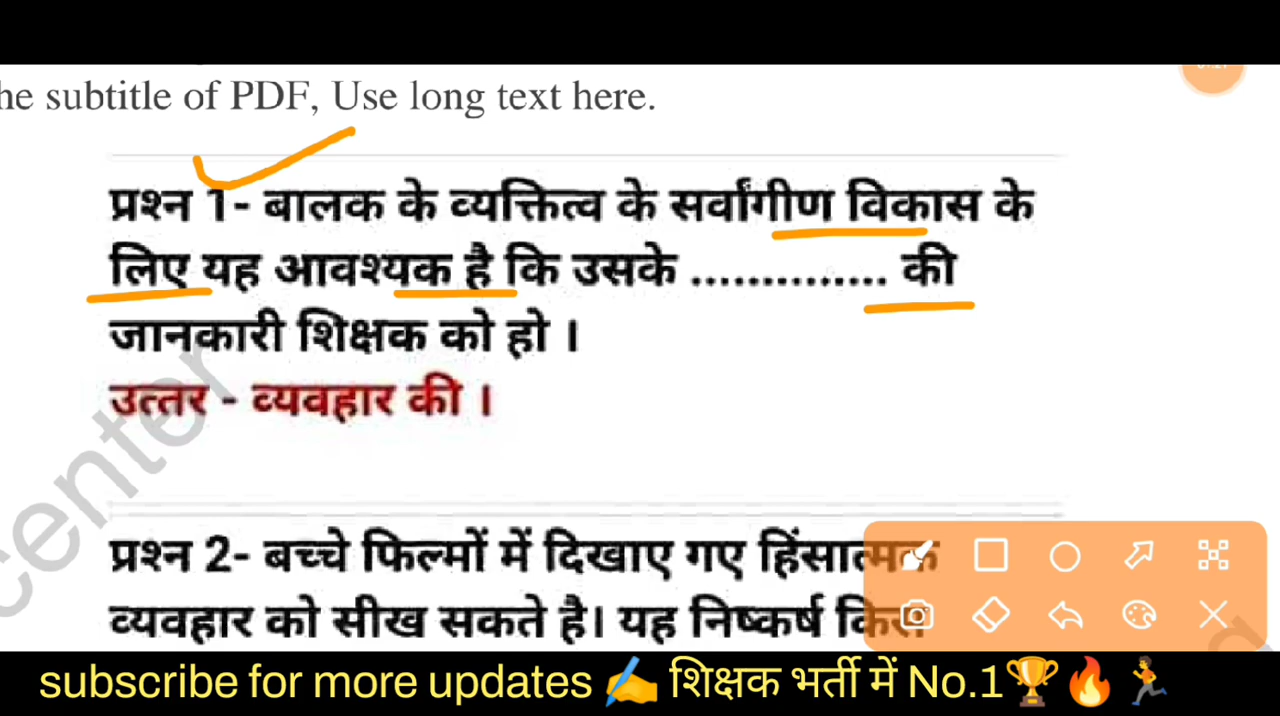 he subtitle of PDF, Use long text here.
प्रश्न 1- बालक के व्यक्तित्व के सर्वांगीण विकास के
लिए यह आवश्यक है कि उसके .............. की
जानकारी शिक्षक को हो ।
उत्तर - व्यवहार की ।
center
प्रश्न 2- बच्चे फिल्मों में दिखाए गए हिंसात्मक
व्यवहार को सीख सकते है। यह निष्कर्ष किस
subscribe for more updates ✍️ शिक्षक भर्ती में No.1🏆🔥🏃